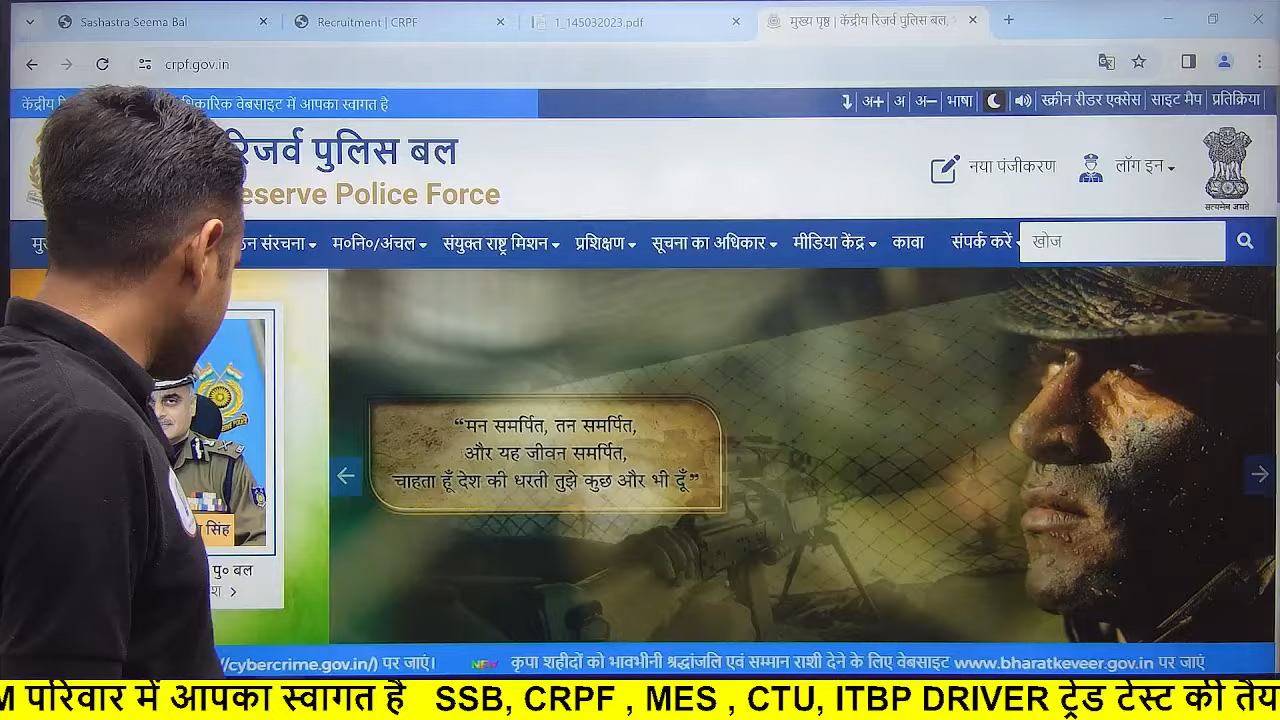 Sashastra Seema Bal
Recruitment | CRPF
1_145032023.pdf
मुख्य पृष्ठ | केंद्रीय रिजर्व पुलिस बल,
crpf.gov.in
केंद्रीय
धिकारिक वेबसाइट में आपका स्वागत है
अ+ अ अ− भाषा
स्क्रीन रीडर एक्सेस साइट मैप प्रतिक्रिया
रिजर्व पुलिस बल
eserve Police Force
नया पंजीकरण
लॉग इन
सत्यमेव जयते
मु
ठन संरचना म०नि०/अंचल संयुक्त राष्ट्र मिशन प्रशिक्षण सूचना का अधिकार मीडिया केंद्र कावा संपर्क करें
खोज
“मन समर्पित, तन समर्पित,
और यह जीवन समर्पित,
चाहता हूँ देश की धरती तुझे कुछ और भी दूँ”
सिंह
पु० बल
श
/cybercrime.gov.in/) पर जाएं।
NEW कृपा शहीदों को भावभीनी श्रद्धांजलि एवं सम्मान राशी देने के लिए वेबसाइट www.bharatkeveer.gov.in पर जाएं
M परिवार में आपका स्वागत है SSB, CRPF , MES , CTU, ITBP DRIVER ट्रेड टेस्ट की तैय